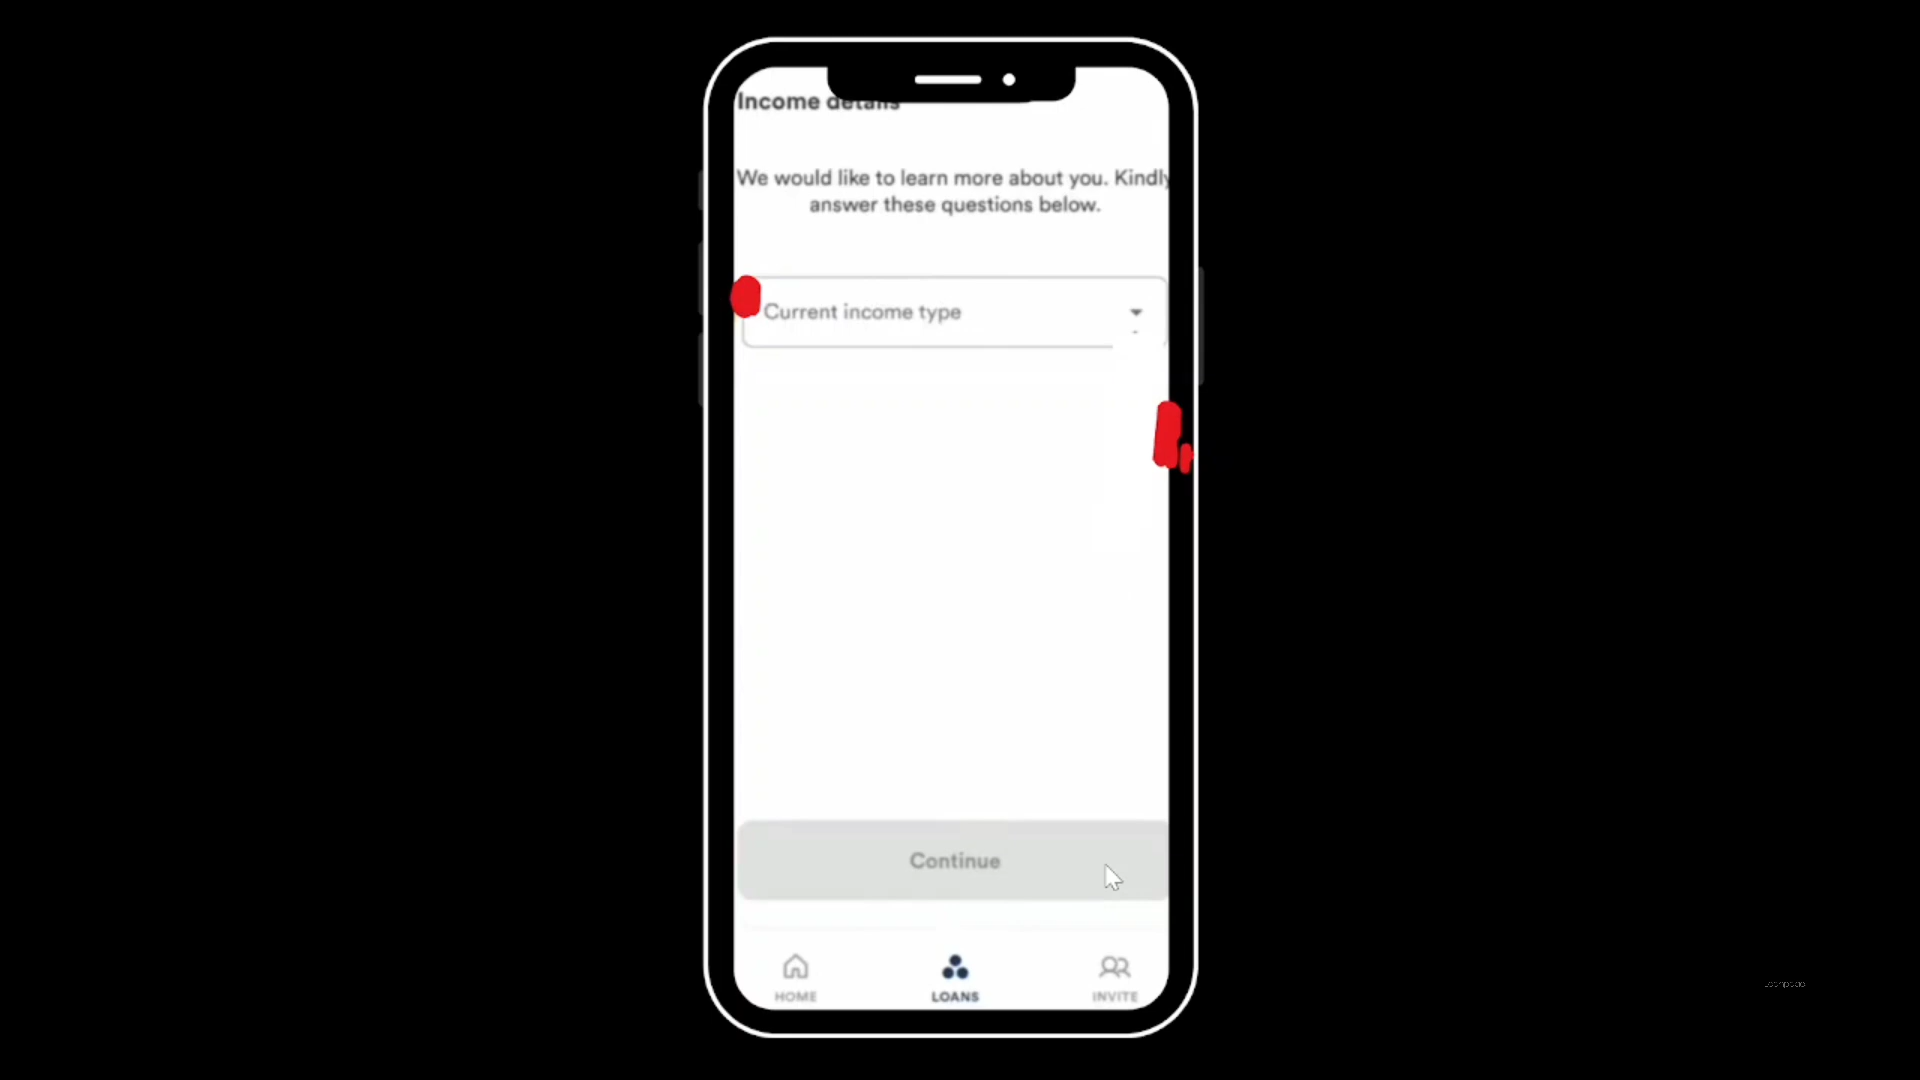 Income details
We would like to learn more about you. Kindly
answer these questions below.
Current income type
Continue
HOME
LOANS
INVITE